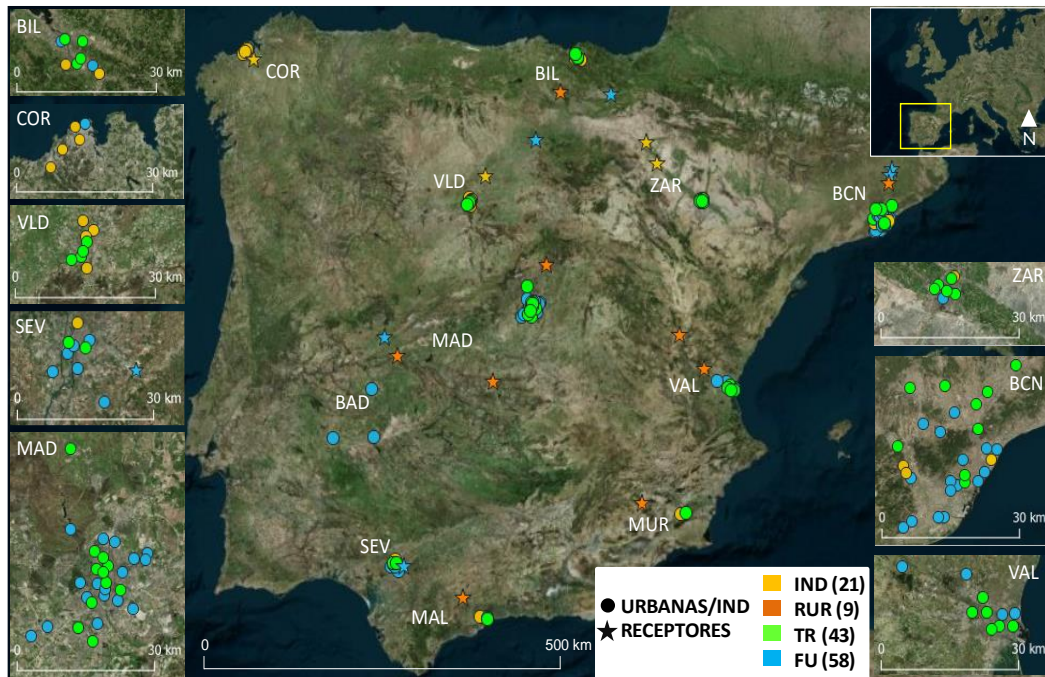 BIL
0 30 km
COR
0 30 km
VLD
0 30 km
SEV
0 30 km
MAD
0 30 km
COR
BIL
VLD
ZAR
BCN
MAD
BAD
VAL
MUR
SEV
MAL
0 500 km
N
ZAR
0 30 km
BCN
0 30 km
VAL
0 30 km
URBANAS/IND
RECEPTORES
IND (21)
RUR (9)
TR (43)
FU (58)